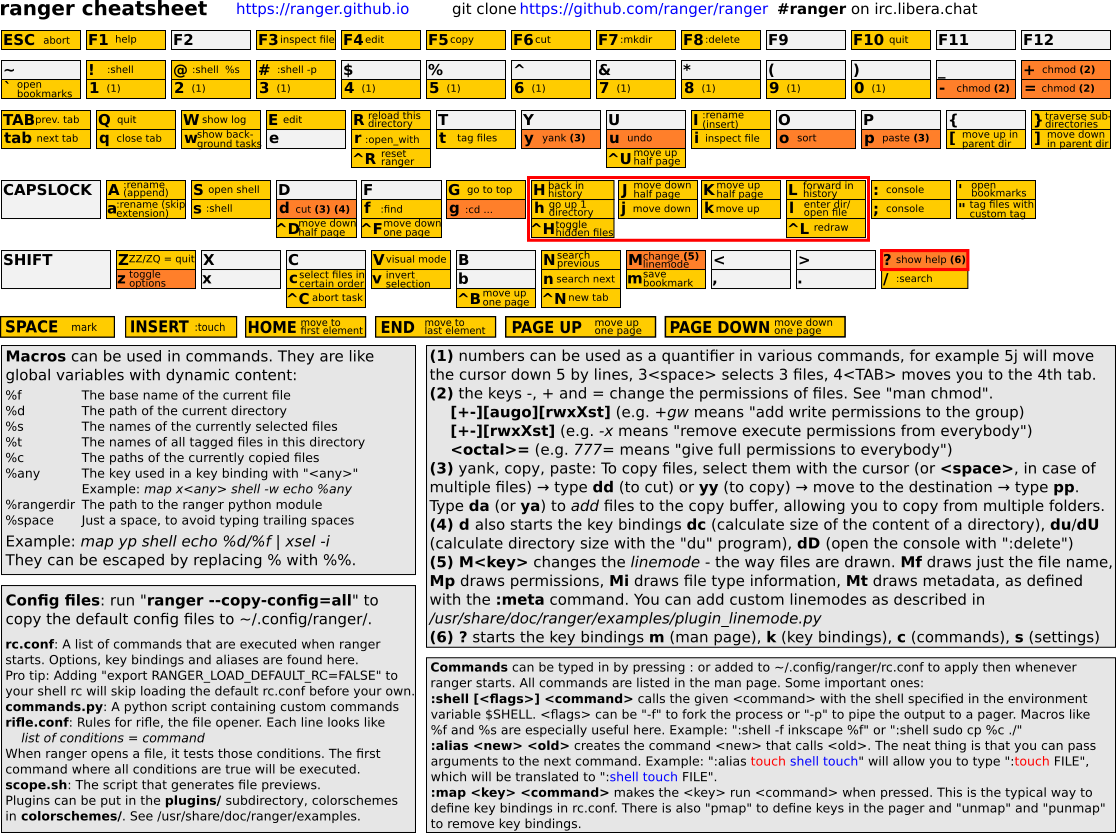 ranger cheatsheet https://ranger.github.io git clone https://github.com/ranger/ranger #ranger on irc.libera.chat
ESC abort F1 help F2 F3 inspect file F4 edit F5 copy F6 cut F7 :mkdir F8 :delete F9 F10 quit F11 F12
~ ! :shell @ :shell %s # :shell -p $ % ^ & * ( ) _ + chmod (2)
` open bookmarks 1 (1) 2 (1) 3 (1) 4 (1) 5 (1) 6 (1) 7 (1) 8 (1) 9 (1) 0 (1) - chmod (2) = chmod (2)
TAB prev. tab Q quit W show log E edit R reload this directory T Y U I :rename (insert) O P { } traverse sub-directories
tab next tab q close tab w show back-ground tasks e r :open_with t tag files y yank (3) u undo i inspect file o sort p paste (3) [ move up in parent dir ] move down in parent dir
^R reset ranger ^U move up half page
CAPSLOCK A :rename (append) S open shell D F G go to top H back in history J move down half page K move up half page L forward in history : console ' open bookmarks
a :rename (skip extension) s :shell d cut (3) (4) f :find g :cd ... h go up 1 directory j move down k move up l enter dir/ open file ; console " tag files with custom tag
^D move down half page ^F move down one page ^H toggle hidden files ^L redraw
SHIFT Z ZZ/ZQ = quit X C V visual mode B N search previous M change (5) linemode < > ? show help (6)
z toggle options x c select files in certain order v invert selection b n search next m save bookmark , . / :search
^C abort task ^B move up one page ^N new tab
SPACE mark INSERT :touch HOME move to first element END move to last element PAGE UP move up one page PAGE DOWN move down one page
Macros can be used in commands. They are like
global variables with dynamic content:
%f The base name of the current file
%d The path of the current directory
%s The names of the currently selected files
%t The names of all tagged files in this directory
%c The paths of the currently copied files
%any The key used in a key binding with "<any>"
Example: map x<any> shell -w echo %any
%rangerdir The path to the ranger python module
%space Just a space, to avoid typing trailing spaces
Example: map yp shell echo %d/%f | xsel -i
They can be escaped by replacing % with %%.
Config files: run "ranger --copy-config=all" to
copy the default config files to ~/.config/ranger/.
rc.conf: A list of commands that are executed when ranger
starts. Options, key bindings and aliases are found here.
Pro tip: Adding "export RANGER_LOAD_DEFAULT_RC=FALSE" to
your shell rc will skip loading the default rc.conf before your own.
commands.py: A python script containing custom commands
rifle.conf: Rules for rifle, the file opener. Each line looks like
list of conditions = command
When ranger opens a file, it tests those conditions. The first
command where all conditions are true will be executed.
scope.sh: The script that generates file previews.
Plugins can be put in the plugins/ subdirectory, colorschemes
in colorschemes/. See /usr/share/doc/ranger/examples.
(1) numbers can be used as a quantifier in various commands, for example 5j will move
the cursor down 5 by lines, 3<space> selects 3 files, 4<TAB> moves you to the 4th tab.
(2) the keys -, + and = change the permissions of files. See "man chmod".
[+-][augo][rwxXst] (e.g. +gw means "add write permissions to the group)
[+-][rwxXst] (e.g. -x means "remove execute permissions from everybody")
<octal>= (e.g. 777= means "give full permissions to everybody")
(3) yank, copy, paste: To copy files, select them with the cursor (or <space>, in case of
multiple files) → type dd (to cut) or yy (to copy) → move to the destination → type pp.
Type da (or ya) to add files to the copy buffer, allowing you to copy from multiple folders.
(4) d also starts the key bindings dc (calculate size of the content of a directory), du/dU
(calculate directory size with the "du" program), dD (open the console with ":delete")
(5) M<key> changes the linemode - the way files are drawn. Mf draws just the file name,
Mp draws permissions, Mi draws file type information, Mt draws metadata, as defined
with the :meta command. You can add custom linemodes as described in
/usr/share/doc/ranger/examples/plugin_linemode.py
(6) ? starts the key bindings m (man page), k (key bindings), c (commands), s (settings)
Commands can be typed in by pressing : or added to ~/.config/ranger/rc.conf to apply then whenever
ranger starts. All commands are listed in the man page. Some important ones:
:shell [<flags>] <command> calls the given <command> with the shell specified in the environment
variable $SHELL. <flags> can be "-f" to fork the process or "-p" to pipe the output to a pager. Macros like
%f and %s are especially useful here. Example: ":shell -f inkscape %f" or ":shell sudo cp %c ./"
:alias <new> <old> creates the command <new> that calls <old>. The neat thing is that you can pass
arguments to the next command. Example: ":alias touch shell touch" will allow you to type ":touch FILE",
which will be translated to ":shell touch FILE".
:map <key> <command> makes the <key> run <command> when pressed. This is the typical way to
define key bindings in rc.conf. There is also "pmap" to define keys in the pager and "unmap" and "punmap"
to remove key bindings.